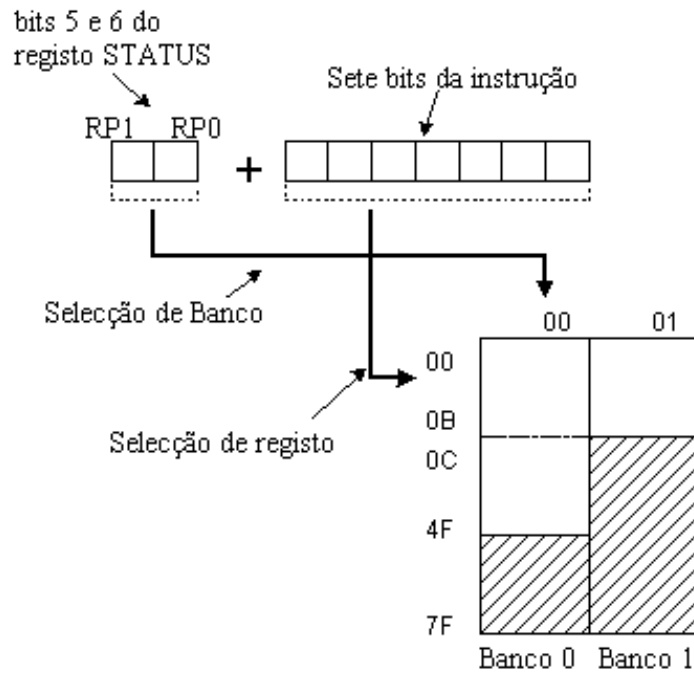 bits 5 e 6 do
registo STATUS
Sete bits da instrução
RP1 RP0
+
Selecção de Banco
00 01
00
0B
Selecção de registo
0C
4F
7F
Banco 0 Banco 1